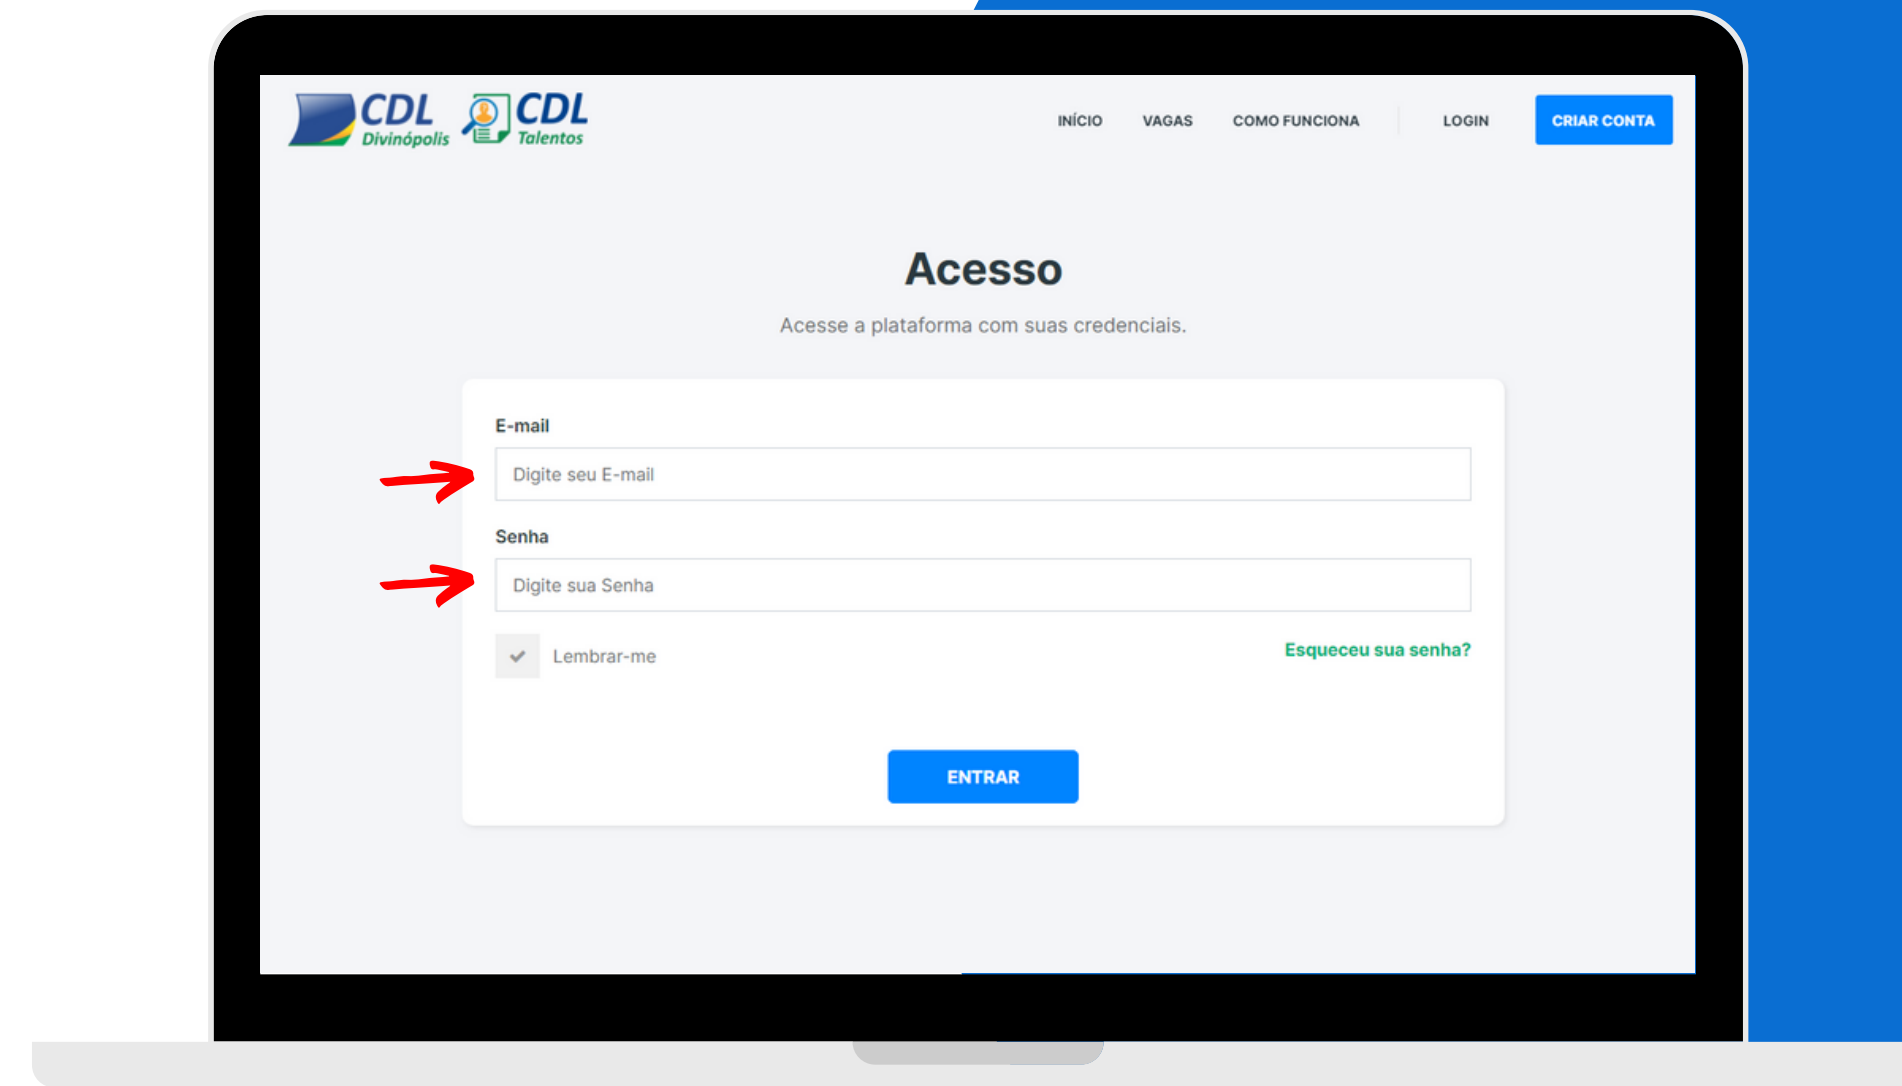 CDL
Divinópolis
CDL
Talentos
INÍCIO
VAGAS
COMO FUNCIONA
LOGIN
CRIAR CONTA
Acesso
Acesse a plataforma com suas credenciais.
E-mail
Digite seu E-mail
Senha
Digite sua Senha
Lembrar-me
Esqueceu sua senha?
ENTRAR